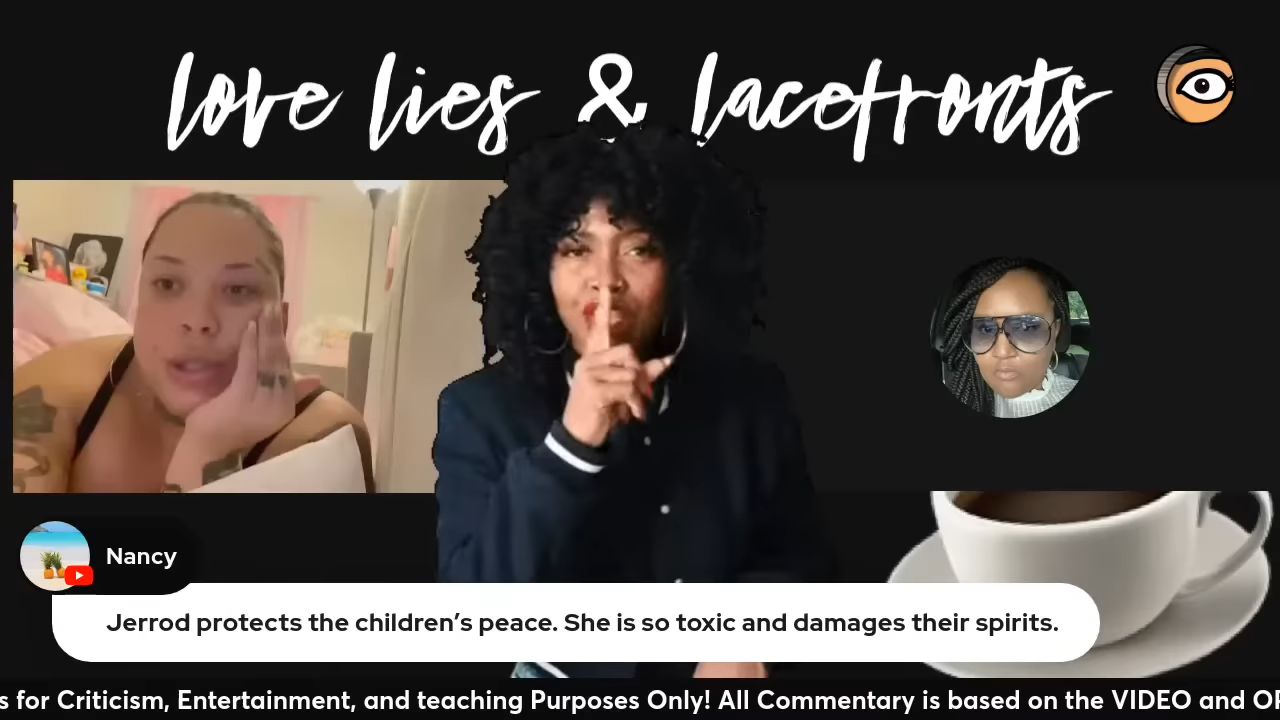 love lies & lacefronts
Nancy
Jerrod protects the children’s peace. She is so toxic and damages their spirits.
s for Criticism, Entertainment, and teaching Purposes Only! All Commentary is based on the VIDEO and